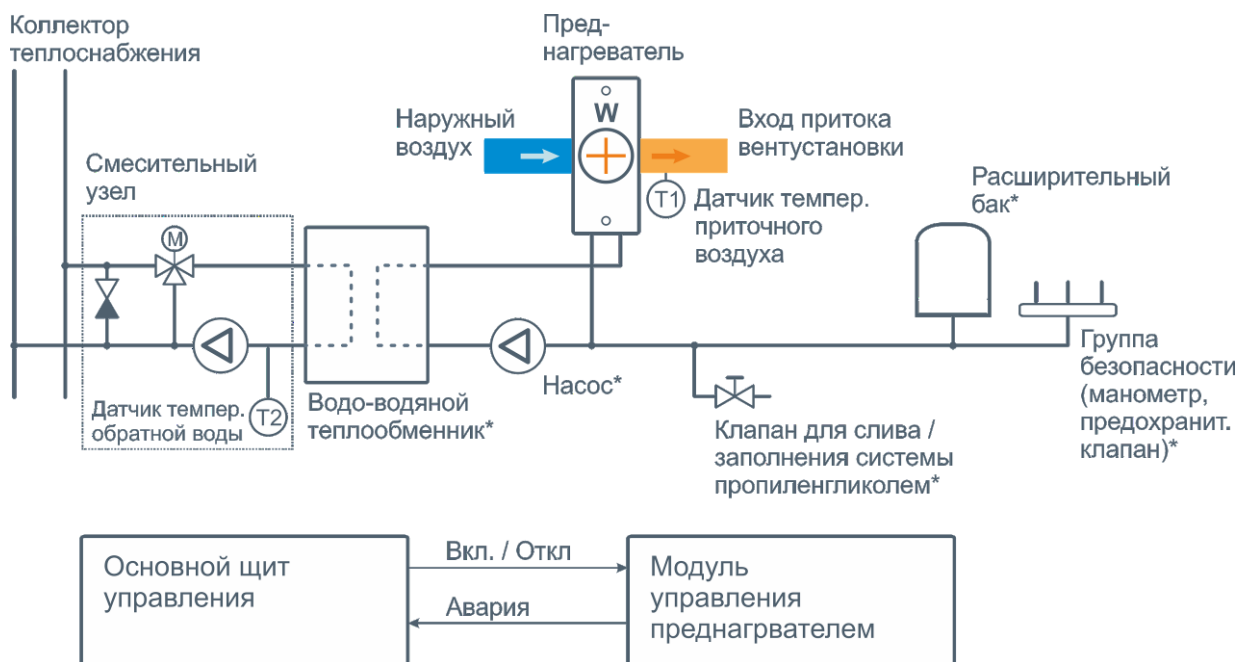 Коллектор
теплоснабжения
Пред-
нагреватель
W
Наружный
воздух
Вход притока
вентустановки
Смесительный
узел
T1
Датчик темпер.
приточного
воздуха
Расширительный
бак*
M
Насос*
Группа
безопасности
(манометр,
предохранит.
клапан)*
Датчик темпер.
обратной воды
T2
Водо-водяной
теплообменник*
Клапан для слива /
заполнения системы
пропиленгликолем*
Основной щит
управления
Вкл. / Откл
Авария
Модуль
управления
преднагрвателем